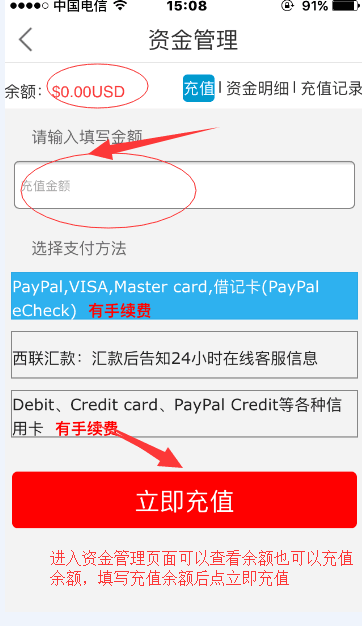 中国电信 15:08 91%
资金管理
余额: $0.00USD 充值 | 资金明细 | 充值记录
请输入填写金额
充值金额
选择支付方法
PayPal,VISA,Master card,借记卡(PayPal
eCheck) 有手续费
西联汇款：汇款后告知24小时在线客服信息
Debit、Credit card、PayPal Credit等各种信
用卡 有手续费
立即充值
进入资金管理页面可以查看余额也可以充值
余额，填写充值余额后点立即充值